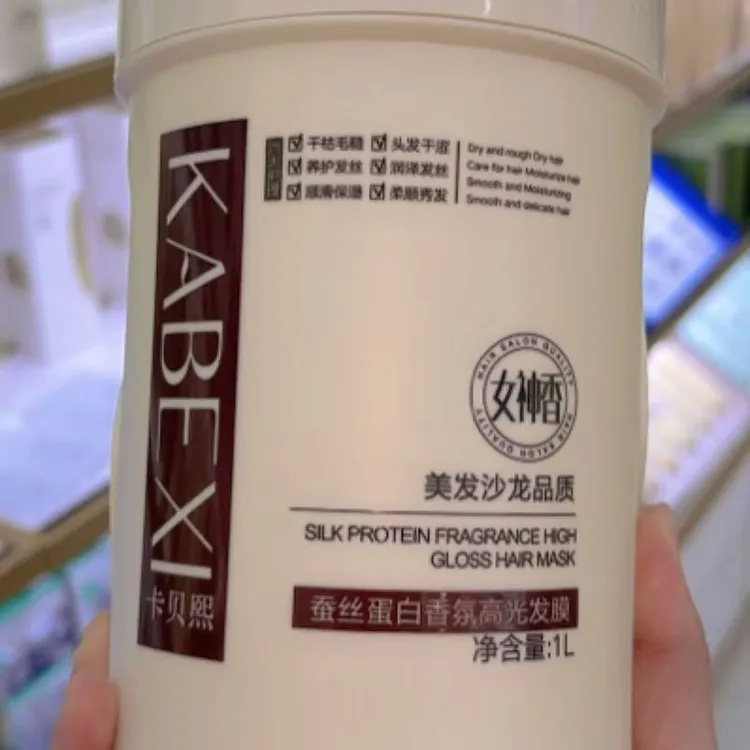 KABEXI
卡贝熙
干枯毛糙 头发干涩
养护发丝 润泽发丝
顺滑保湿 柔顺秀发
Dry and rough Dry hair
Care for hair Moisturize hair
Smooth and Moisturizing
Smooth and delicate hair
HAIR SALON QUALITY
女神香
HAIR SALON QUALITY
美发沙龙品质
SILK PROTEIN FRAGRANCE HIGH
GLOSS HAIR MASK
蚕丝蛋白香氛高光发膜
净含量:1L